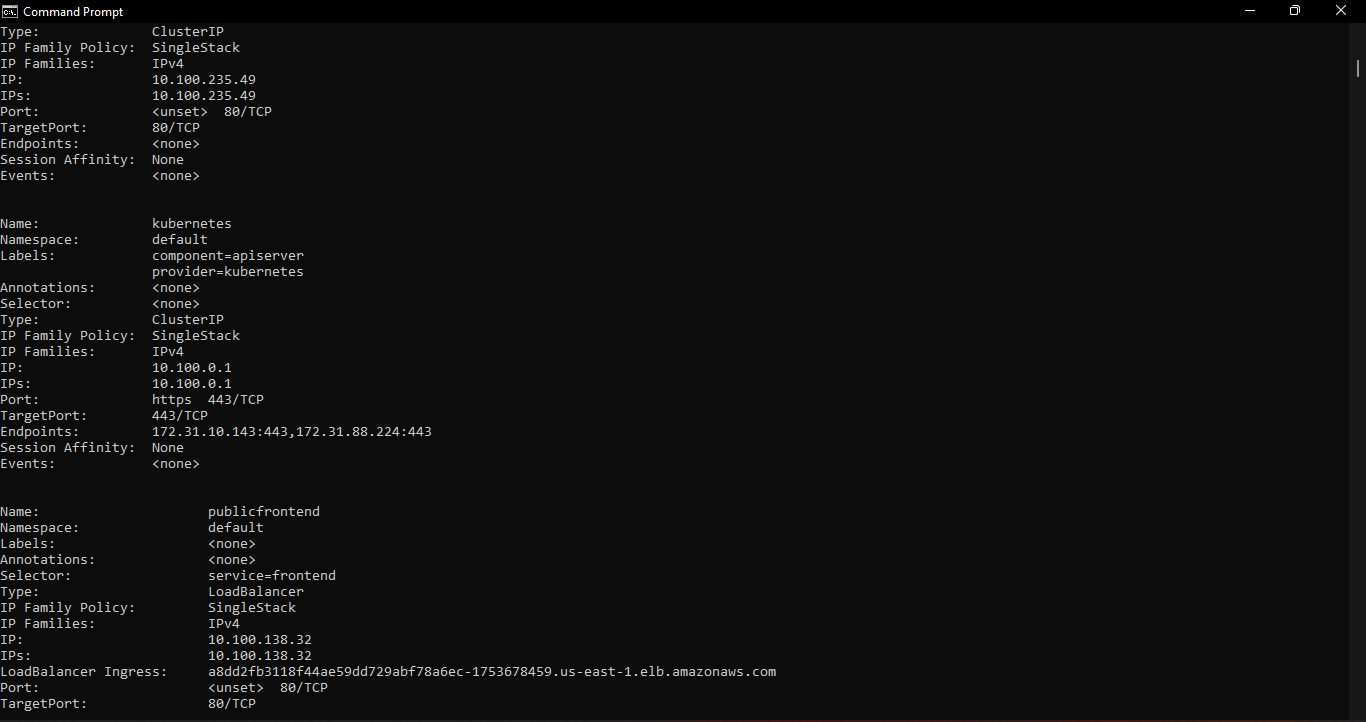 Command Prompt
Type:              ClusterIP
IP Family Policy:  SingleStack
IP Families:       IPv4
IP:                10.100.235.49
IPs:               10.100.235.49
Port:              <unset>  80/TCP
TargetPort:        80/TCP
Endpoints:         <none>
Session Affinity:  None
Events:            <none>
Name:              kubernetes
Namespace:         default
Labels:            component=apiserver
                   provider=kubernetes
Annotations:       <none>
Selector:          <none>
Type:              ClusterIP
IP Family Policy:  SingleStack
IP Families:       IPv4
IP:                10.100.0.1
IPs:               10.100.0.1
Port:              https  443/TCP
TargetPort:        443/TCP
Endpoints:         172.31.10.143:443,172.31.88.224:443
Session Affinity:  None
Events:            <none>
Name:                     publicfrontend
Namespace:                default
Labels:                   <none>
Annotations:              <none>
Selector:                 service=frontend
Type:                     LoadBalancer
IP Family Policy:         SingleStack
IP Families:              IPv4
IP:                       10.100.138.32
IPs:                      10.100.138.32
LoadBalancer Ingress:     a8dd2fb3118f44ae59dd729abf78a6ec-1753678459.us-east-1.elb.amazonaws.com
Port:                     <unset>  80/TCP
TargetPort:               80/TCP